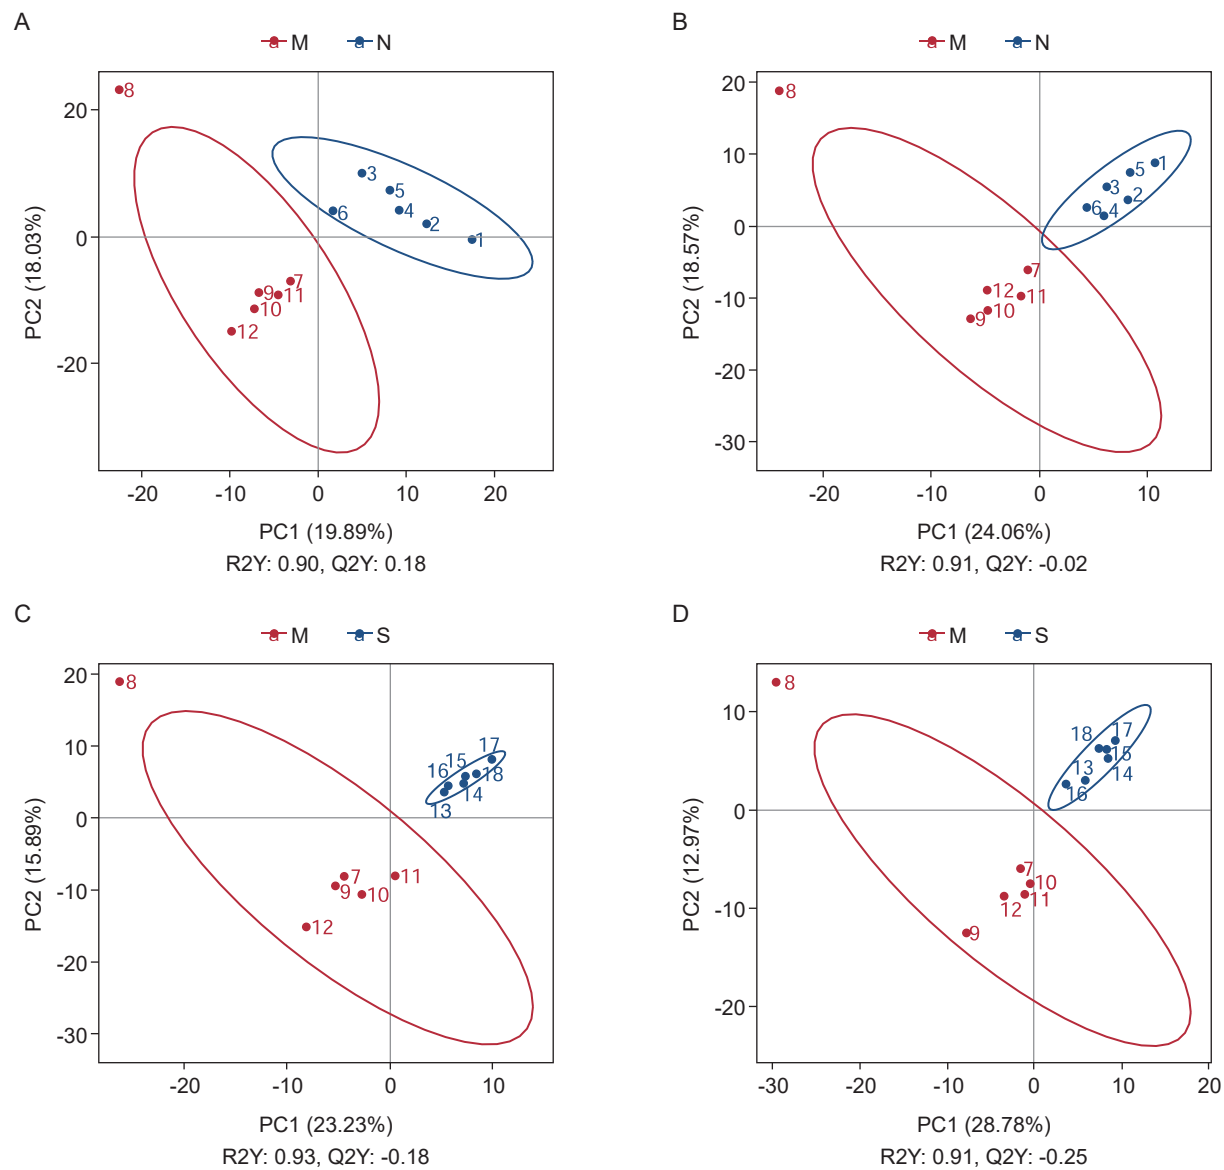 A
M N
8
20
3
5
6
4
2
0
1
7
9
11
10
12
-20
-20 -10 0 10 20
PC2 (18.03%)
PC1 (19.89%)
R2Y: 0.90, Q2Y: 0.18
B
M N
20
8
10
1
5
3
2
6
4
0
7
12
11
-10
10
9
-20
-30
-20 -10 0 10
PC2 (18.57%)
PC1 (24.06%)
R2Y: 0.91, Q2Y: -0.02
C
M S
20
8
10
17
15
16
18
14
13
0
7
11
9
10
-10
12
-20
-30
-20 -10 0 10
PC2 (15.89%)
PC1 (23.23%)
R2Y: 0.93, Q2Y: -0.18
D
M S
8
10
18
17
15
13
14
16
0
7
10
11
12
-10
9
-20
-30 -20 -10 0 10 20
PC2 (12.97%)
PC1 (28.78%)
R2Y: 0.91, Q2Y: -0.25